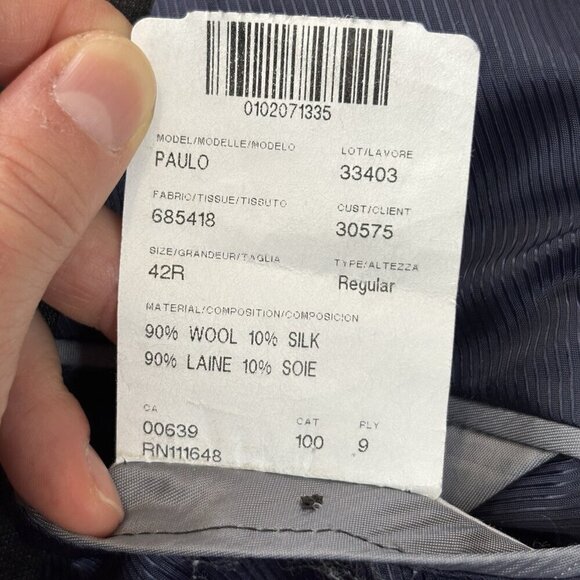 0102071335
MODEL/MODELLE/MODELO LOT/LAVORE
PAULO 33403
FABRIC/TISSUE/TISSUTO CUST/CLIENT
685418 30575
SIZE/GRANDEUR/TAGLIA TYPE/ALTEZZA
42R Regular
MATERIAL/COMPOSITION/COMPOSICION
90% WOOL 10% SILK
90% LAINE 10% SOIE
CA CAT PLY
00639 100 9
RN111648